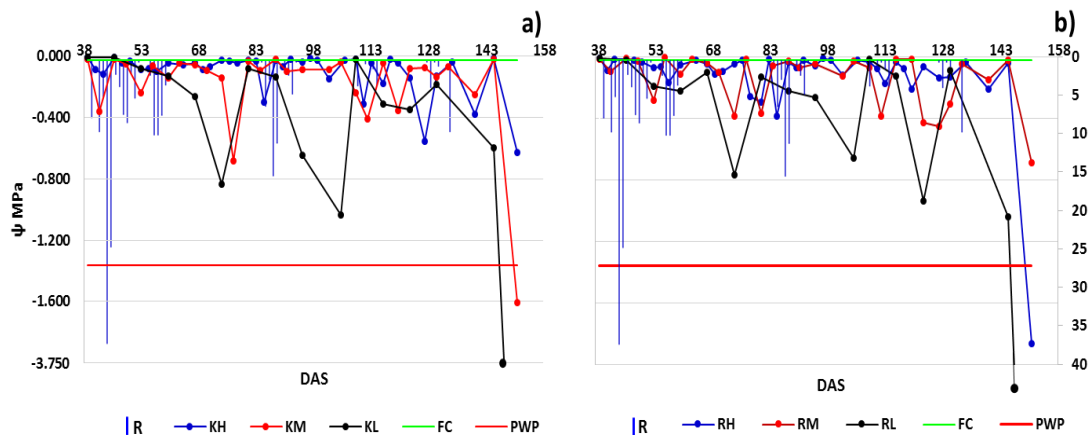 a)
b)
38 53 68 83 98 113 128 143 158
38 53 68 83 98 113 128 143 158
0.000
-0.400
-0.800
-1.200
-1.600
-3.750
ψ MPa
0
5
10
15
20
25
30
35
40
DAS
DAS
R KH KM KL FC PWP
R RH RM RL FC PWP